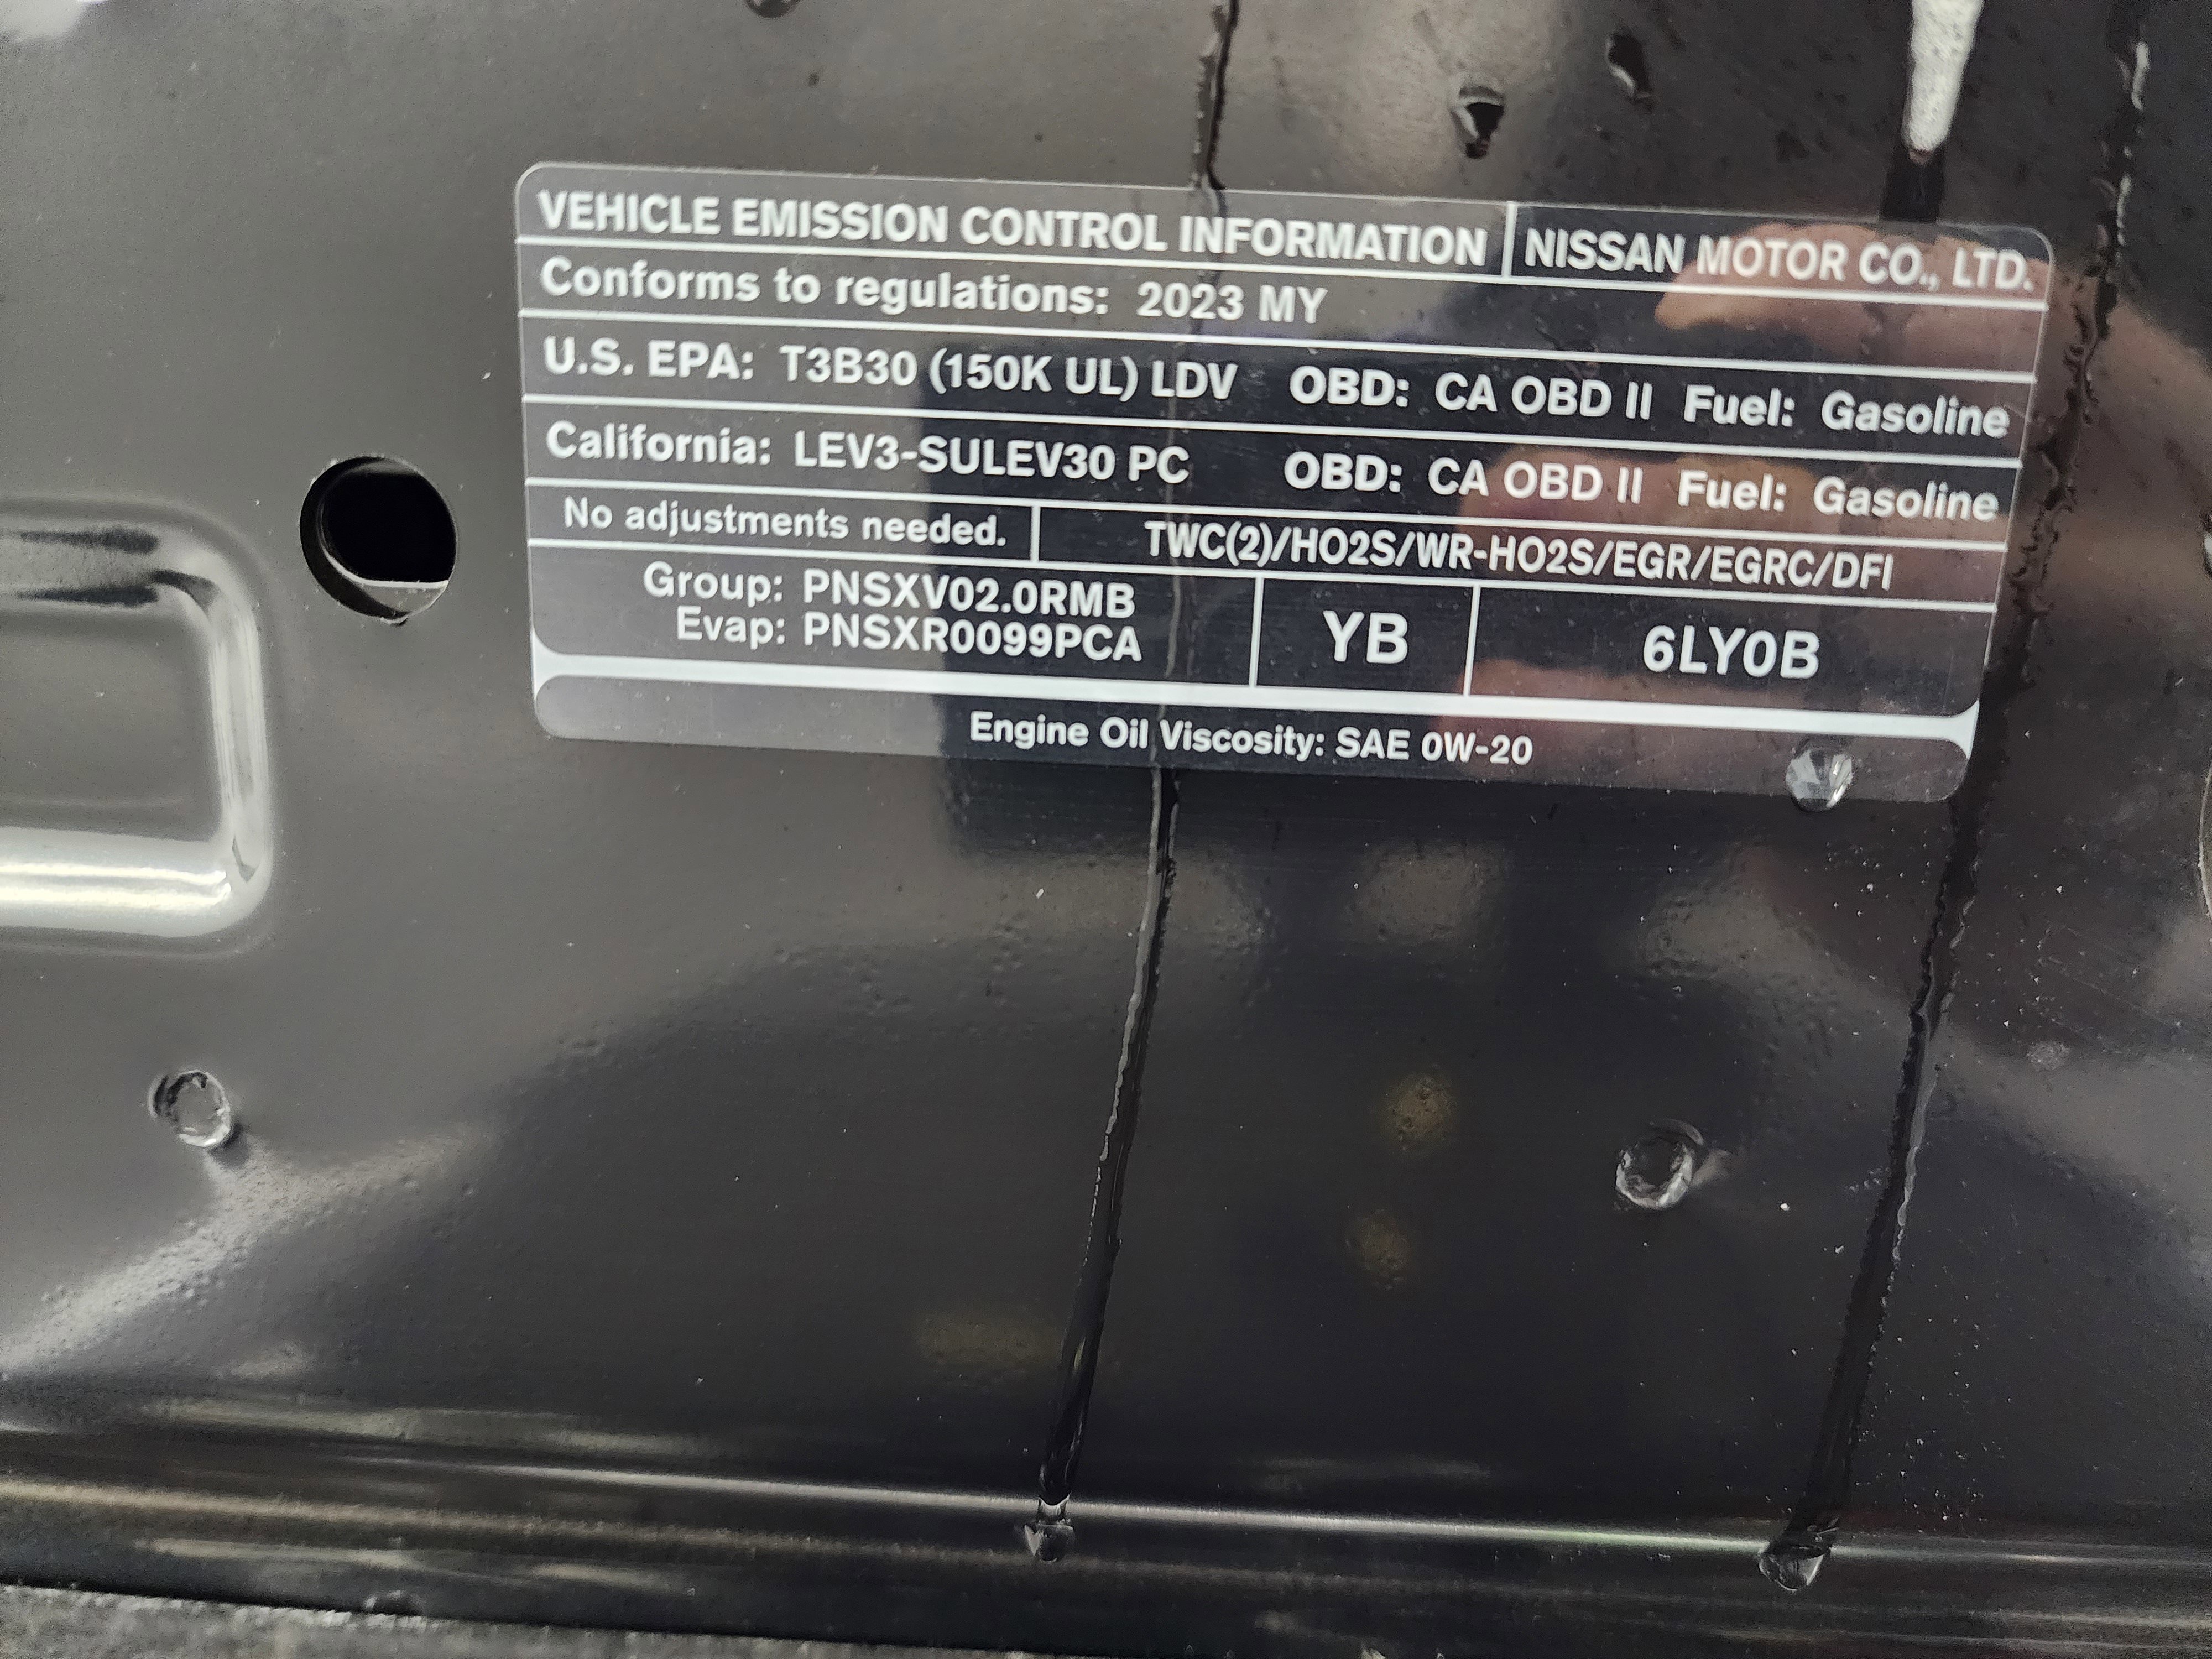 VEHICLE EMISSION CONTROL INFORMATION NISSAN MOTOR CO., LTD.
Conforms to regulations: 2023 MY
U.S. EPA: T3B30 (150K UL) LDV OBD: CA OBD II Fuel: Gasoline
California: LEV3-SULEV30 PC OBD: CA OBD II Fuel: Gasoline
No adjustments needed. TWC(2)/HO2S/WR-HO2S/EGR/EGRC/DFI
Group: PNSXV02.0RMB
Evap: PNSXR0099PCA
YB
6LY0B
Engine Oil Viscosity: SAE 0W-20